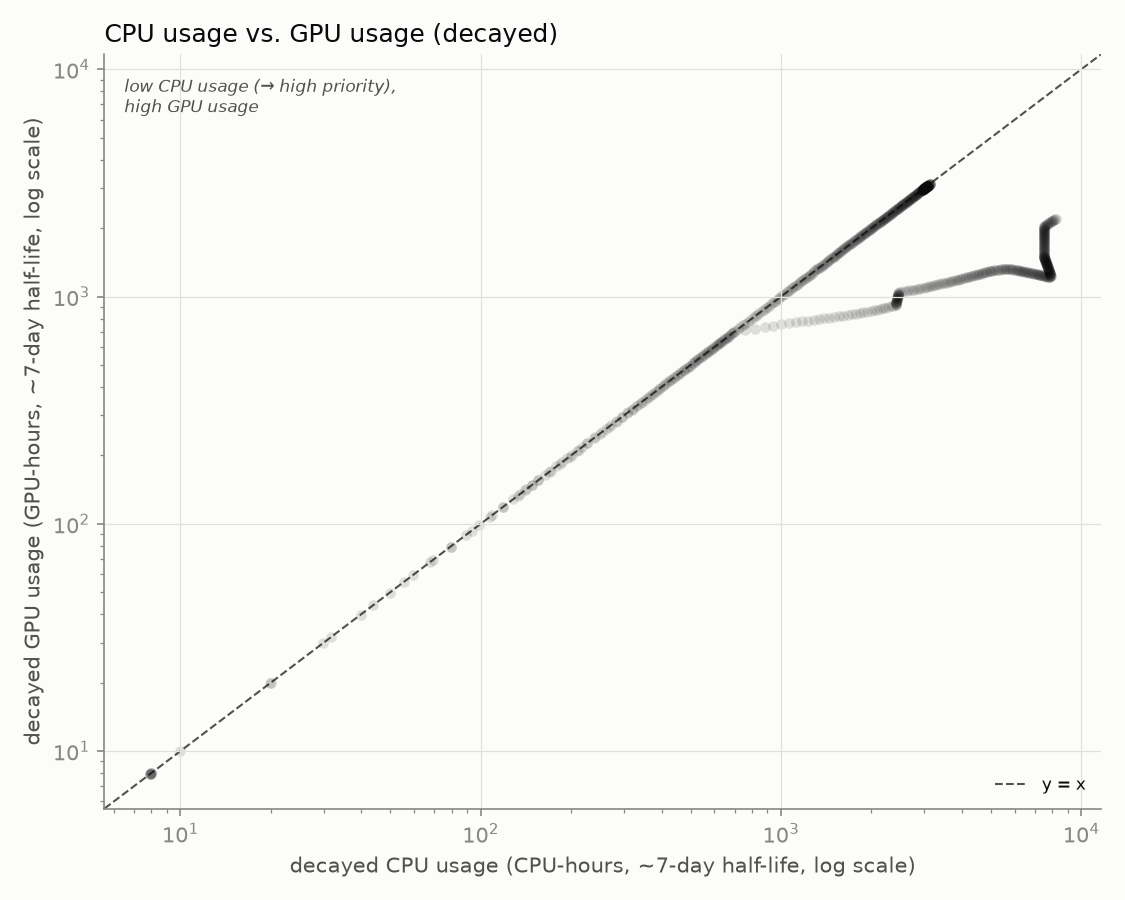 CPU usage vs. GPU usage (decayed)
low CPU usage (→ high priority),
high GPU usage
decayed GPU usage (GPU-hours, ~7-day half-life, log scale)
10⁴
10³
10²
10¹
y = x
10¹ 10² 10³ 10⁴
decayed CPU usage (CPU-hours, ~7-day half-life, log scale)